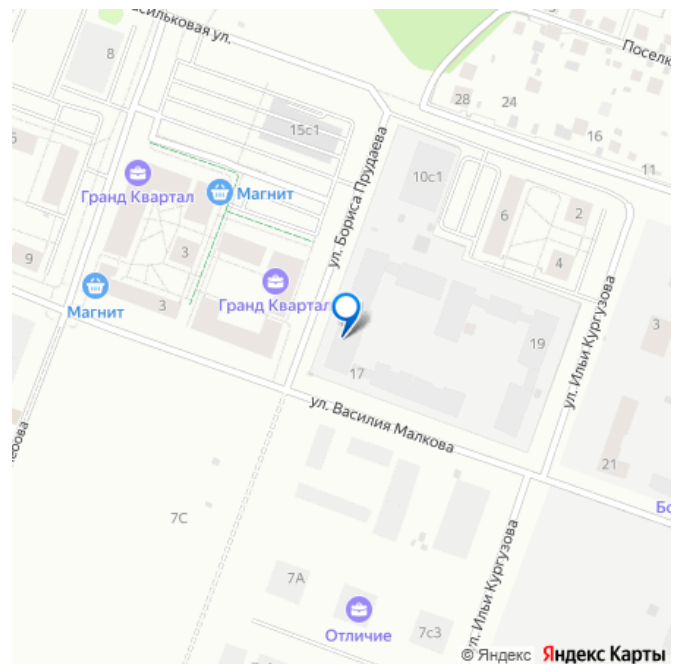 асильковая ул.
8
15с1
ул. Бориса Прудаева
10с1
28
24
16
11
Поселк
Гранд Квартал
Магнит
6
2
4
3
9
Магнит
3
Гранд Квартал
17
19
3
ул. Ильи Кургузова
ул. Василия Малкова
21
Бо
7С
7А
Отличие
7с3
л. Ильи Кургузова
© Яндекс Яндекс Карты